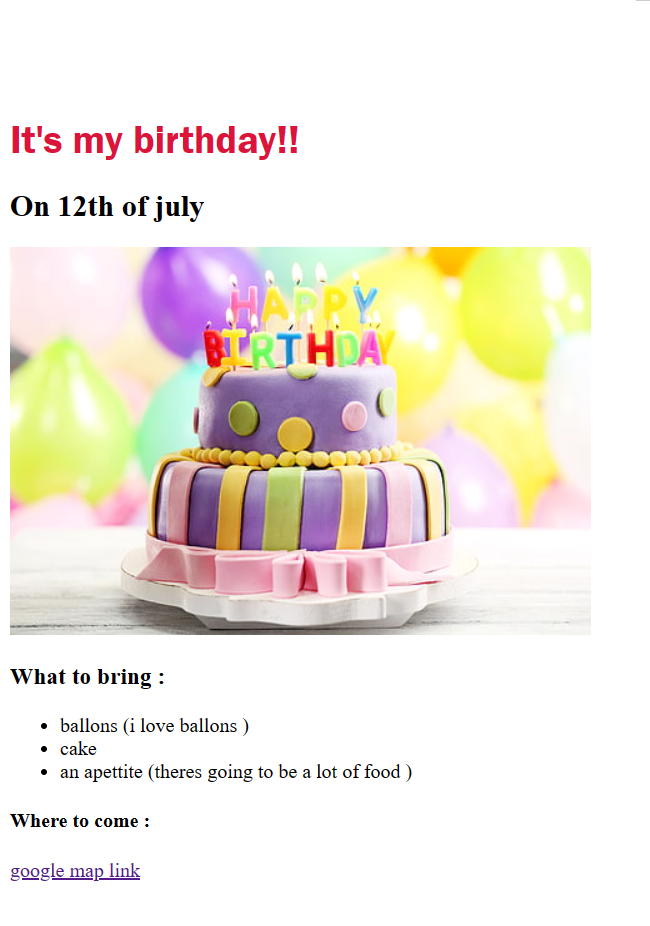 It's my birthday!!
On 12th of july
HAPPY
BIRTHDAY
What to bring :
ballons (i love ballons )
cake
an apettite (theres going to be a lot of food )
Where to come :
google map link